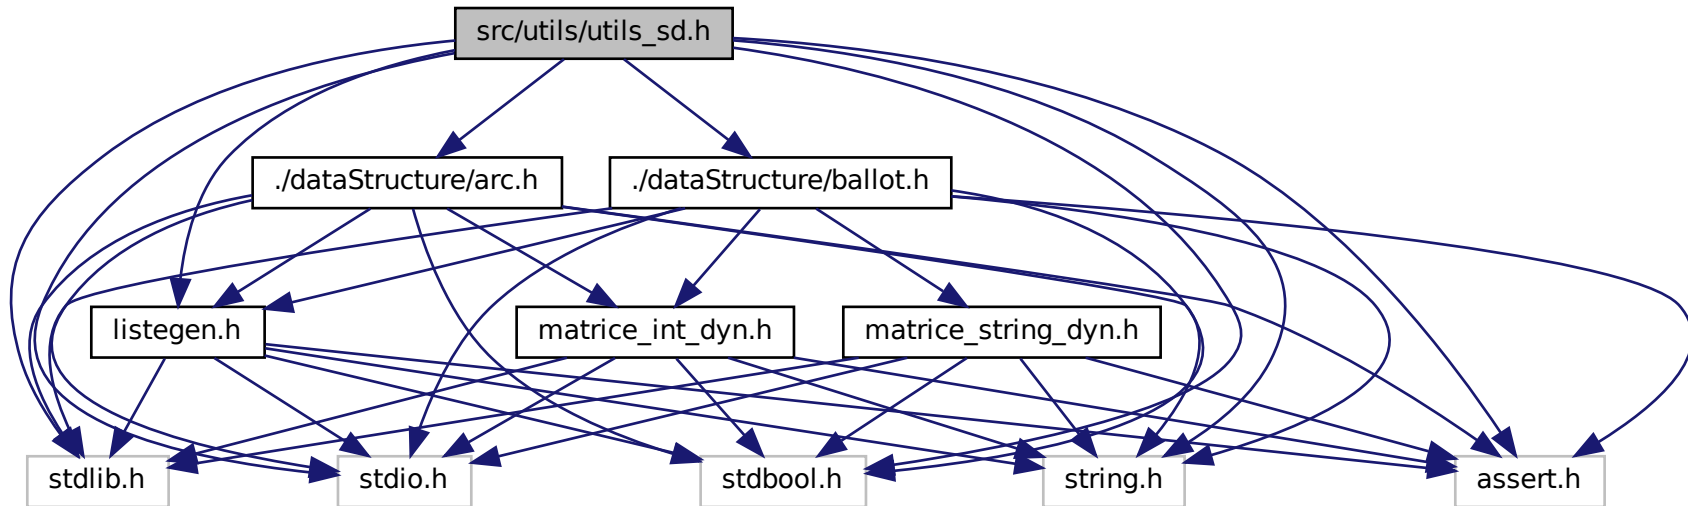 src/utils/utils_sd.h
./dataStructure/arc.h
./dataStructure/ballot.h
listegen.h
matrice_int_dyn.h
matrice_string_dyn.h
stdlib.h
stdio.h
stdbool.h
string.h
assert.h